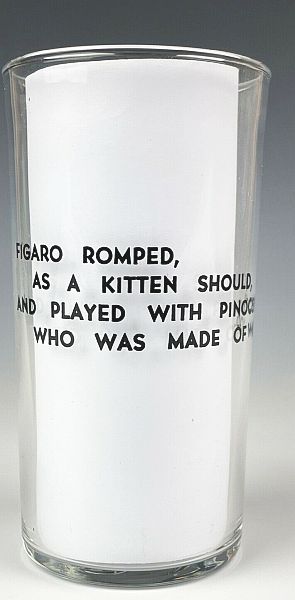 FIGARO ROMPED,
AS A KITTEN SHOULD,
AND PLAYED WITH
WHO WAS MADE OF